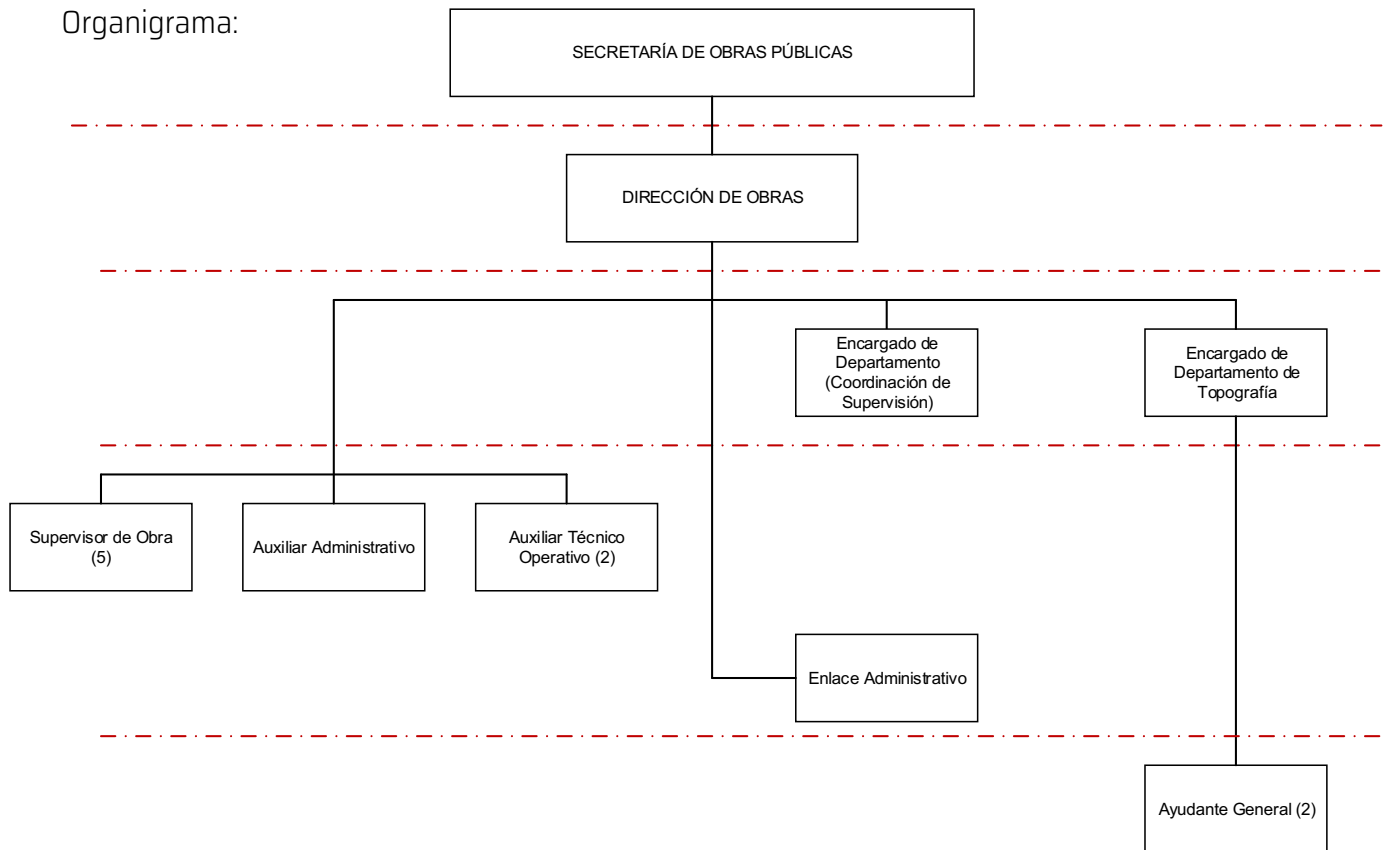 Organigrama:
SECRETARÍA DE OBRAS PÚBLICAS
DIRECCIÓN DE OBRAS
Encargado de
Departamento
(Coordinación de
Supervisión)
Encargado de
Departamento de
Topografía
Supervisor de Obra
(5)
Auxiliar Administrativo
Auxiliar Técnico
Operativo (2)
Enlace Administrativo
Ayudante General (2)